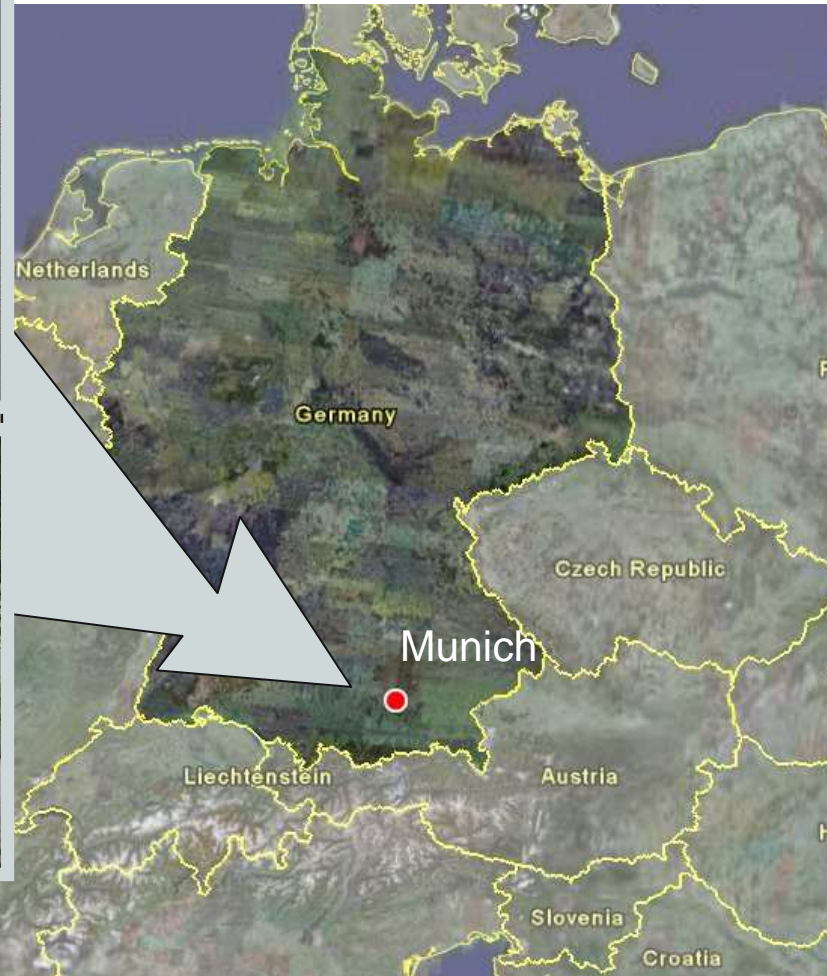 Netherlands
Germany
Czech Republic
Munich
Liechtenstein
Austria
Slovenia
Croatia